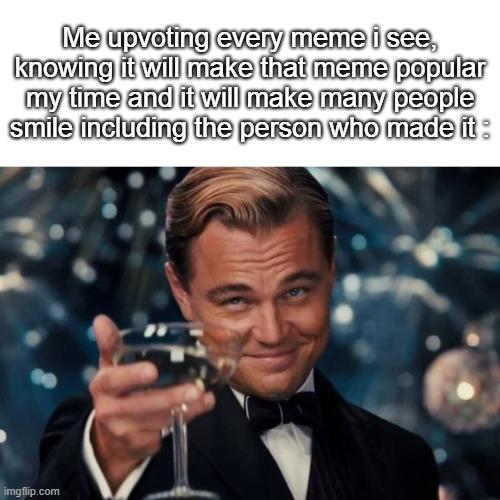 Me upvoting every meme i see,
knowing it will make that meme popular
my time and it will make many people
smile including the person who made it :
imgflip.com